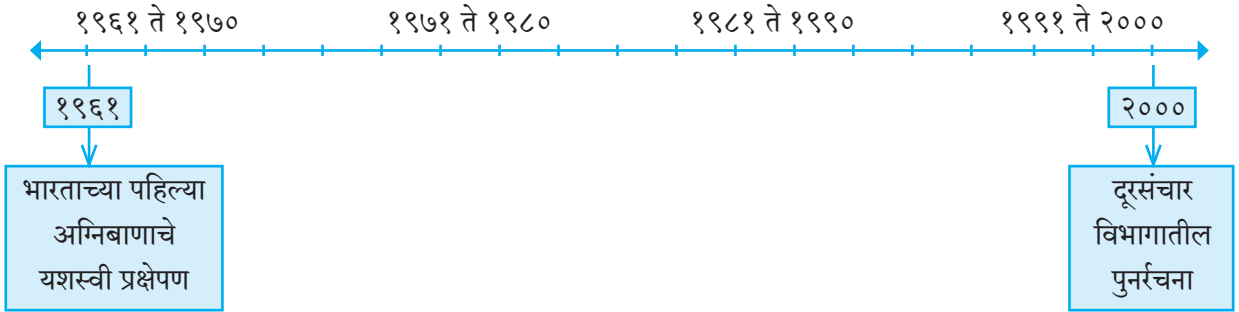 १९६१ ते १९७० १९७१ ते १९८० १९८१ ते १९९० १९९१ ते २०००
१९६१
भारताच्या पहिल्या
अग्निबाणाचे
यशस्वी प्रक्षेपण
२०००
दूरसंचार
विभागातील
पुनर्रचना